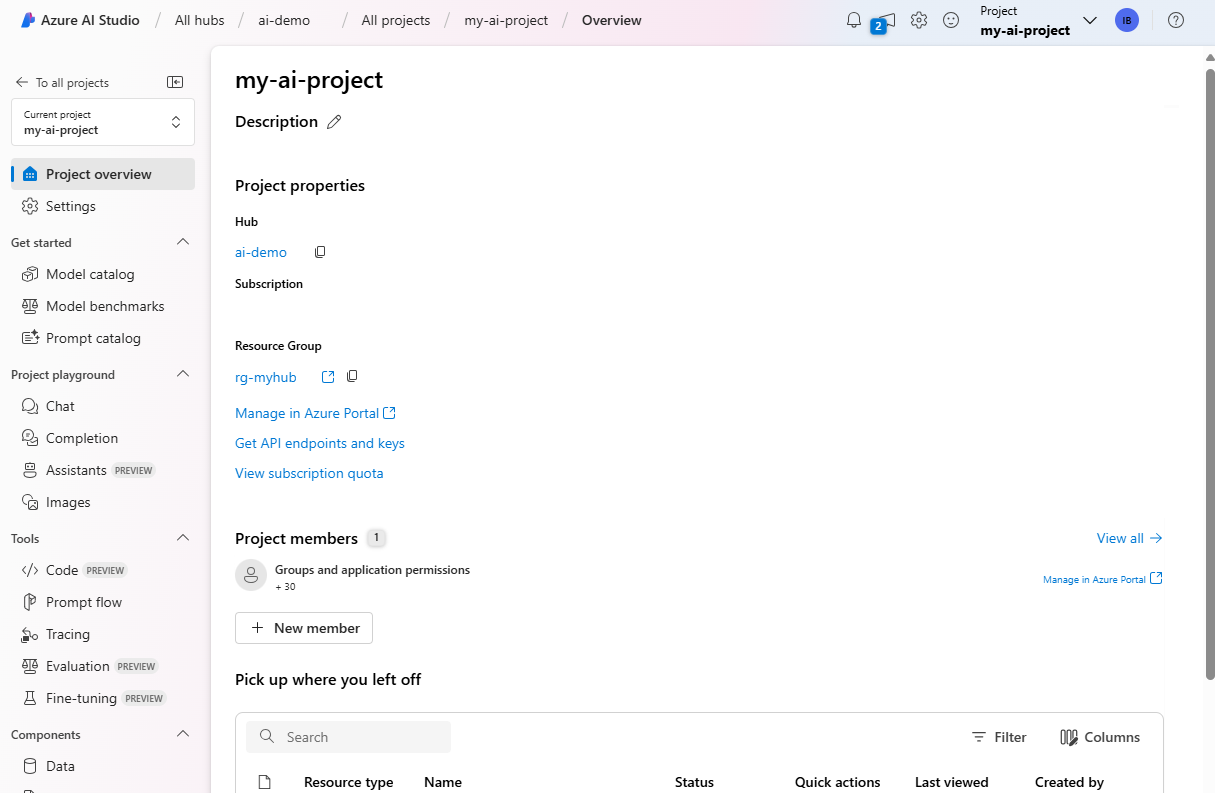 Azure AI Studio / All hubs / ai-demo / All projects / my-ai-project / Overview
2
Project
my-ai-project
IB
To all projects
Current project
my-ai-project
Project overview
Settings
Get started
Model catalog
Model benchmarks
Prompt catalog
Project playground
Chat
Completion
Assistants PREVIEW
Images
Tools
Code PREVIEW
Prompt flow
Tracing
Evaluation PREVIEW
Fine-tuning PREVIEW
Components
Data
my-ai-project
Description
Project properties
Hub
ai-demo
Subscription
Resource Group
rg-myhub
Manage in Azure Portal
Get API endpoints and keys
View subscription quota
Project members 1
View all
Groups and application permissions
+ 30
Manage in Azure Portal
+ New member
Pick up where you left off
Search
Filter
Columns
Resource type Name Status Quick actions Last viewed Created by